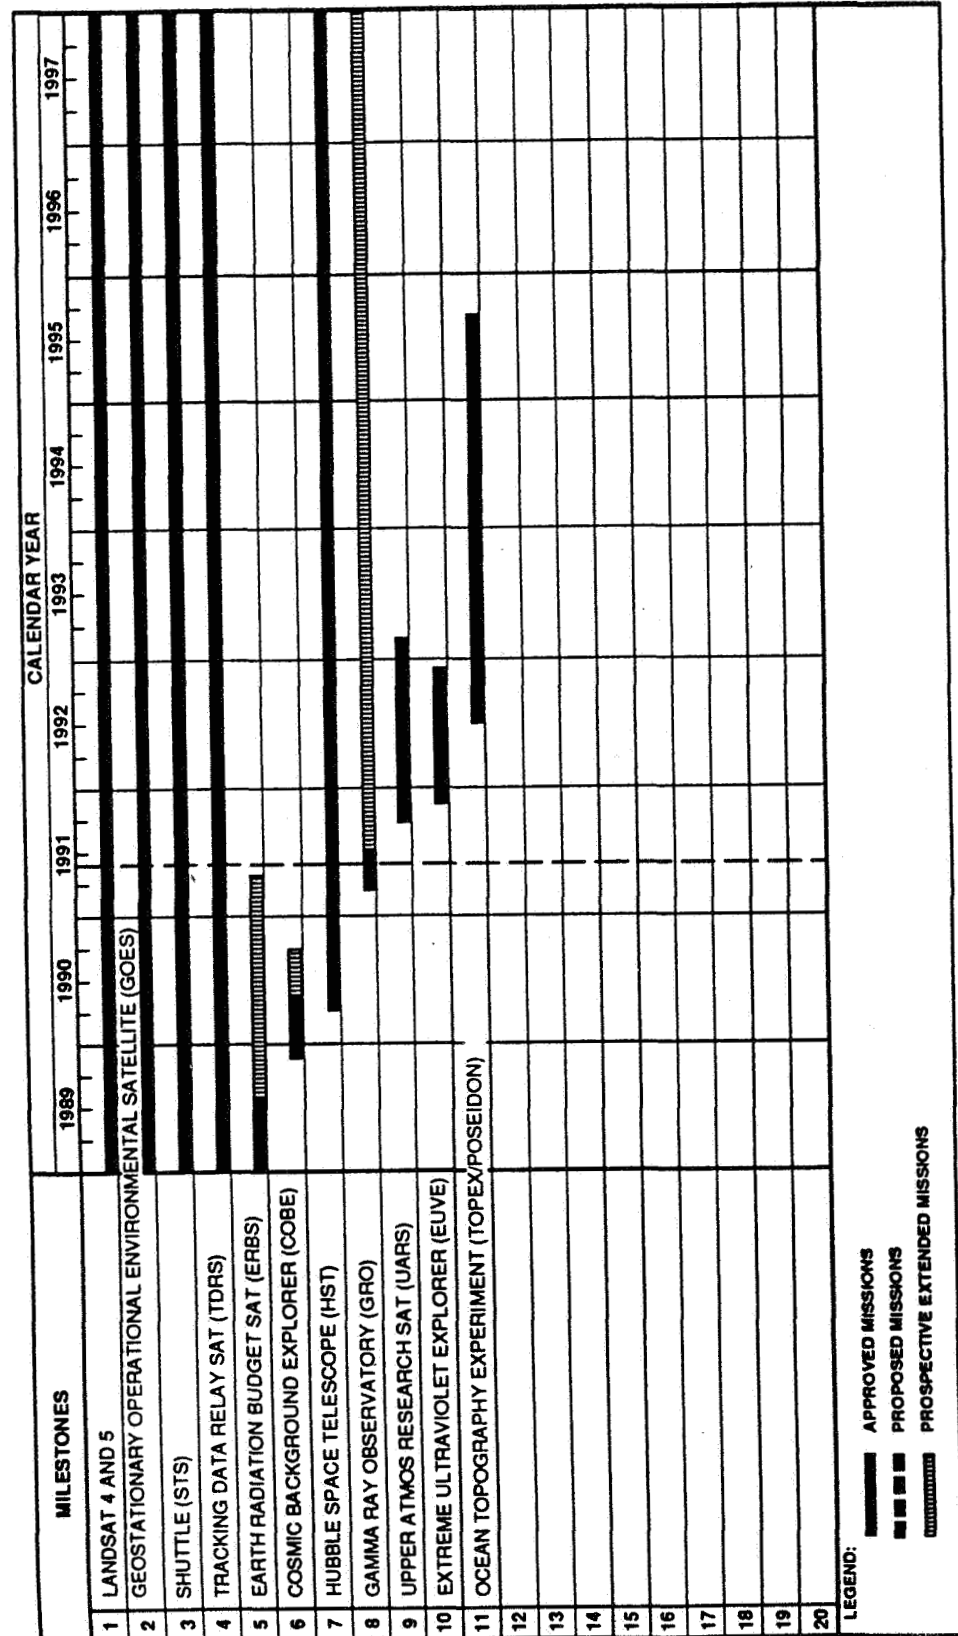 MILESTONES
CALENDAR YEAR
1989 1990 1991 1992 1993 1994 1995 1996 1997
1 LANDSAT 4 AND 5
2 GEOSTATIONARY OPERATIONAL ENVIRONMENTAL SATELLITE (GOES)
3 SHUTTLE (STS)
4 TRACKING DATA RELAY SAT (TDRS)
5 EARTH RADIATION BUDGET SAT (ERBS)
6 COSMIC BACKGROUND EXPLORER (COBE)
7 HUBBLE SPACE TELESCOPE (HST)
8 GAMMA RAY OBSERVATORY (GRO)
9 UPPER ATMOS RESEARCH SAT (UARS)
10 EXTREME ULTRAVIOLET EXPLORER (EUVE)
11 OCEAN TOPOGRAPHY EXPERIMENT (TOPEX/POSEIDON)
12
13
14
15
16
17
18
19
20
LEGEND:
APPROVED MISSIONS
PROPOSED MISSIONS
PROSPECTIVE EXTENDED MISSIONS